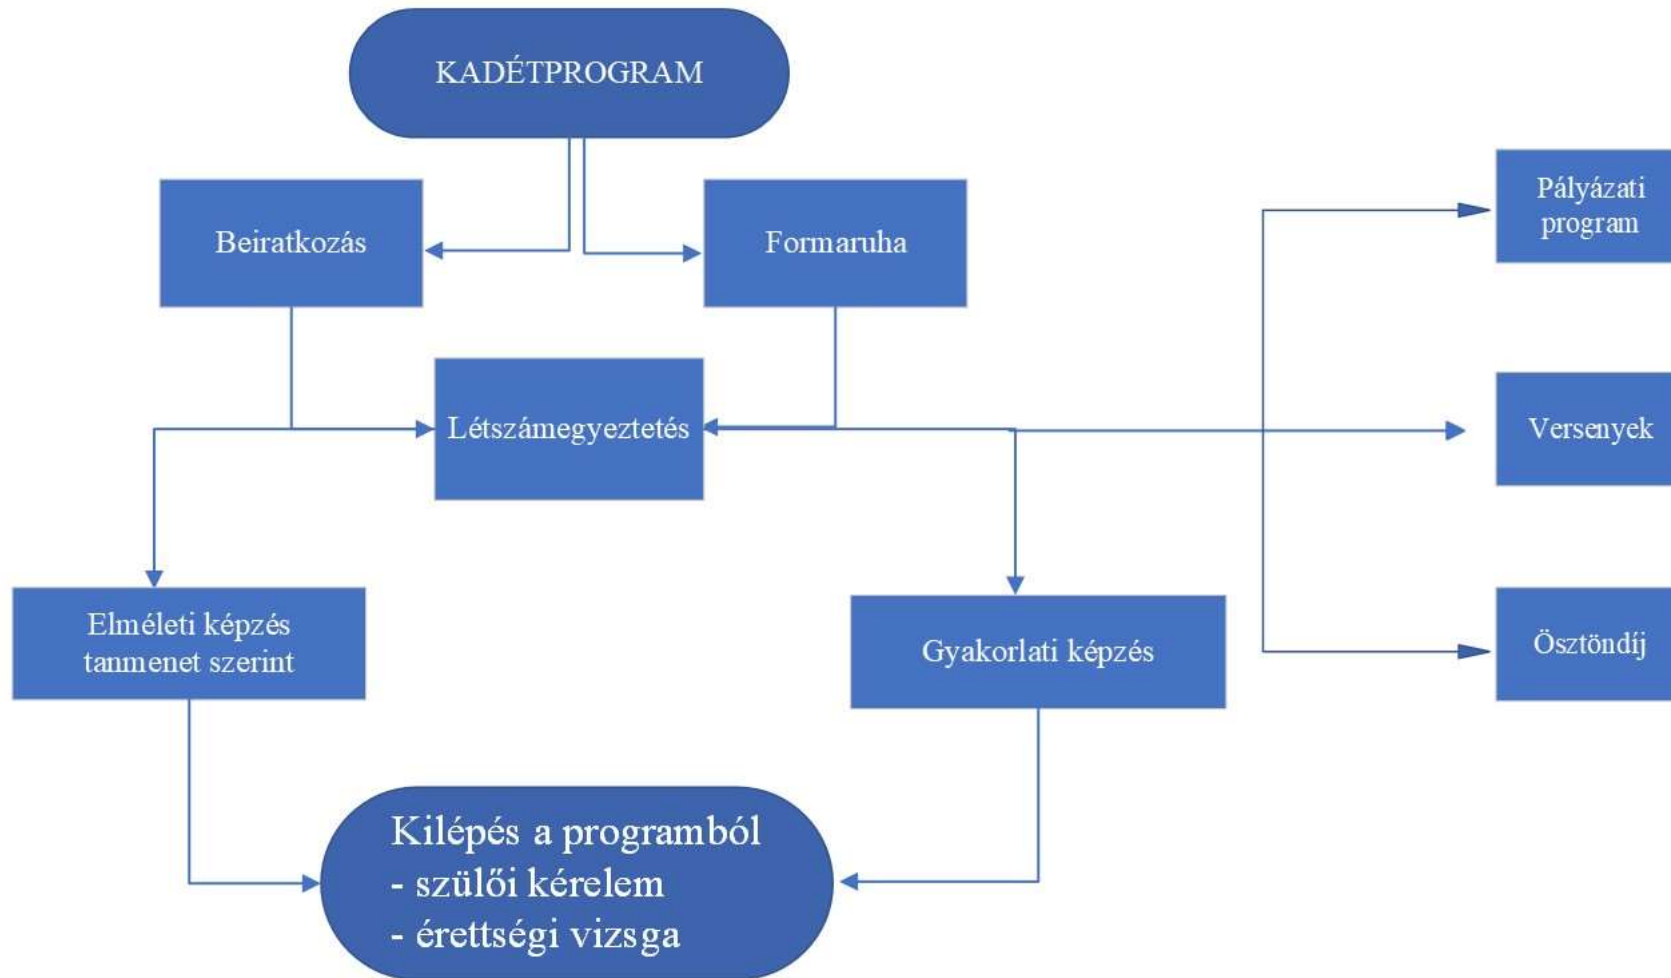 KADÉTPROGRAM
Beiratkozás
Formaruha
Pályázati
program
Létszámegyeztetés
Versenyek
Elméleti képzés
tanmenet szerint
Gyakorlati képzés
Ösztöndíj
Kilépés a programból
- szülői kérelem
- érettségi vizsga